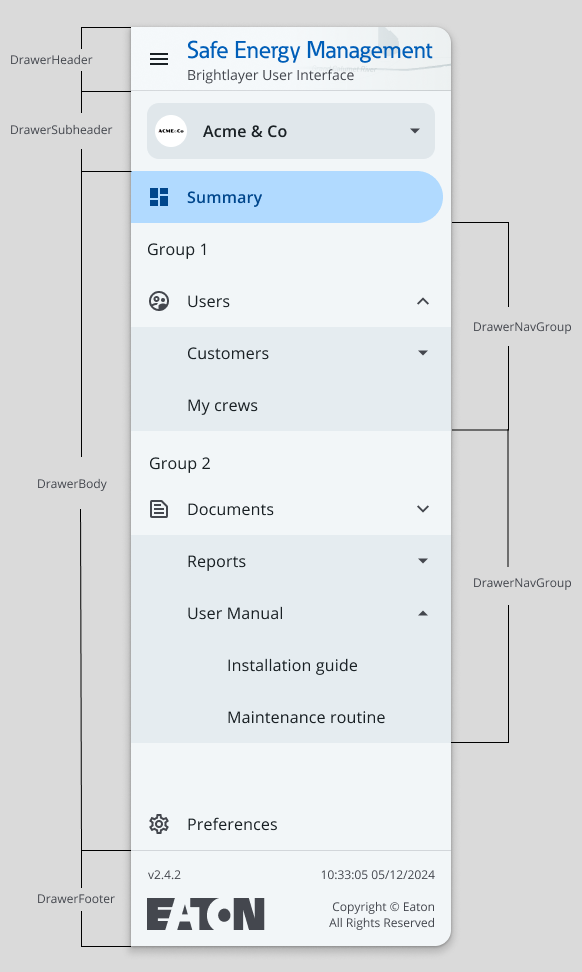 Safe Energy Management
DrawerHeader
Brightlayer User Interface
DrawerSubheader
ACME&Co
Acme & Co
Summary
Group 1
Users
DrawerNavGroup
Customers
My crews
Group 2
DrawerBody
Documents
Reports
DrawerNavGroup
User Manual
Installation guide
Maintenance routine
Preferences
v2.4.2
10:33:05 05/12/2024
DrawerFooter
EATON
Copyright © Eaton
All Rights Reserved